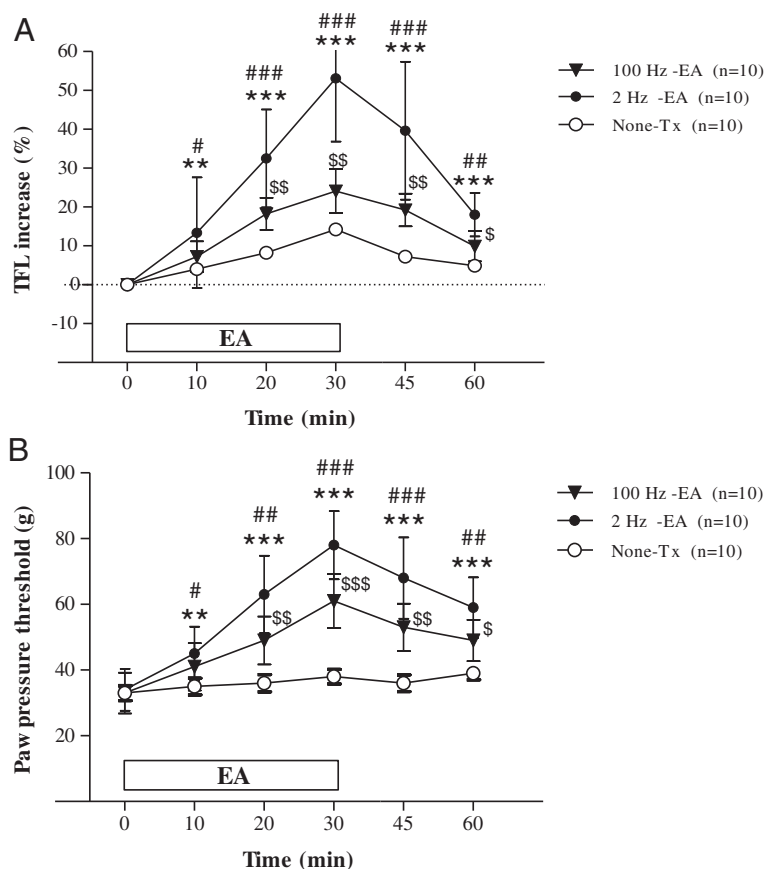 A
TFL increase (%)
60
50
40
30
20
10
0
-10
#
**
###
***
$$
###
***
$$
###
***
$$
##
***
$
EA
0 10 20 30 45 60
Time (min)
100 Hz -EA (n=10)
2 Hz -EA (n=10)
None-Tx (n=10)
B
Paw pressure threshold (g)
100
80
60
40
20
#
**
##
***
$$
###
***
$$$
###
***
$$
##
***
$
EA
0 10 20 30 45 60
Time (min)
100 Hz -EA (n=10)
2 Hz -EA (n=10)
None-Tx (n=10)